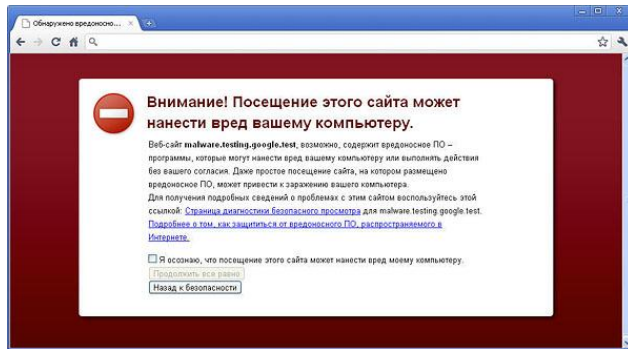 Обнаружено вредоносно...
Внимание! Посещение этого сайта может
нанести вред вашему компьютеру.
Веб-сайт malware.testing.google.test, возможно, содержит вредоносное ПО –
программы, которые могут нанести вред вашему компьютеру или выполнять действия
без вашего согласия. Даже простое посещение сайта, на котором размещено
вредоносное ПО, может привести к заражению вашего компьютера.
Для получения подробных сведений о проблемах с этим сайтом воспользуйтесь этой
ссылкой: Страница диагностики безопасного просмотра для malware.testing.google.test.
Подробнее о том, как защититься от вредоносного ПО, распространяемого в
Интернете.
Я осознаю, что посещение этого сайта может нанести вред моему компьютеру.
Продолжить все равно
Назад к безопасности